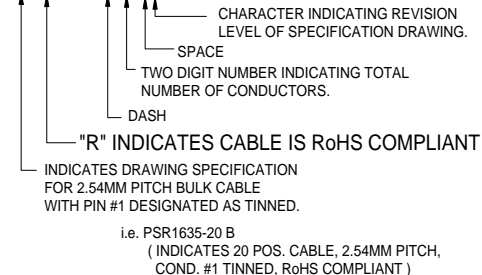 CHARACTER INDICATING REVISION
LEVEL OF SPECIFICATION DRAWING.
SPACE
TWO DIGIT NUMBER INDICATING TOTAL
NUMBER OF CONDUCTORS.
DASH
"R" INDICATES CABLE IS RoHS COMPLIANT
INDICATES DRAWING SPECIFICATION
FOR 2.54MM PITCH BULK CABLE
WITH PIN #1 DESIGNATED AS TINNED.
i.e. PSR1635-20 B
( INDICATES 20 POS. CABLE, 2.54MM PITCH,
COND. #1 TINNED, RoHS COMPLIANT )